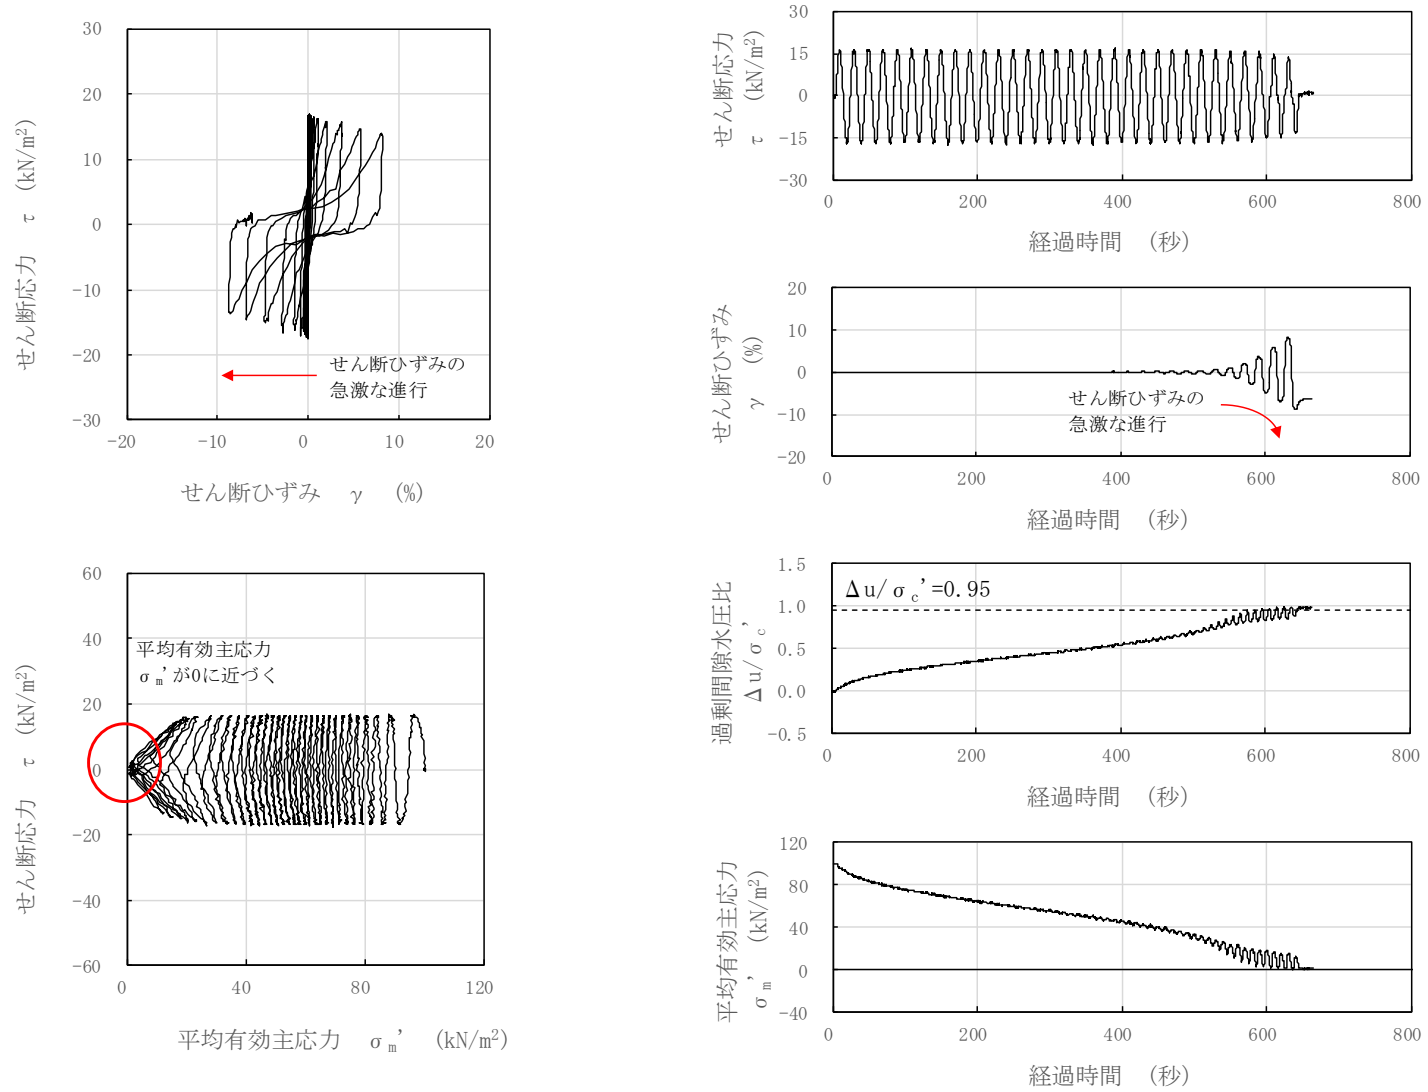 せん断応力 τ (kN/m²)
30
20
10
0
-10
-20
-30
せん断ひずみの
急激な進行
-20
-10
0
10
20
せん断ひずみ γ (%)
せん断応力 τ (kN/m²)
60
40
20
0
-20
-40
-60
平均有効主応力
σm'が0に近づく
0
40
80
120
平均有効主応力 σm' (kN/m²)
せん断応力
τ (kN/m²)
30
15
0
-15
-30
0
200
400
600
800
経過時間 (秒)
せん断ひずみ
γ (%)
20
10
0
-10
-20
せん断ひずみの
急激な進行
0
200
400
600
800
経過時間 (秒)
過剰間隙水圧比
Δu/σc'
1.5
1.0
0.5
0.0
-0.5
Δu/σc'=0.95
0
200
400
600
800
経過時間 (秒)
平均有効主応力
σm' (kN/m²)
120
80
40
0
-40
0
200
400
600
800
経過時間 (秒)